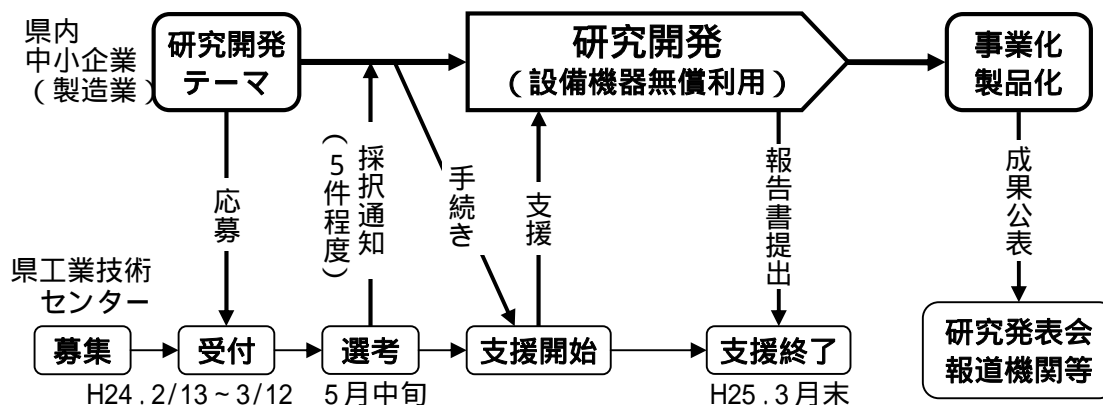 県内
中小企業
（製造業）
研究開発
テーマ
研究開発
（設備機器無償利用）
事業化
製品化
応募
採択通知
（5件程度）
手続き
支援
報告書提出
成果公表
県工業技術
センター
募集
受付
選考
支援開始
支援終了
研究発表会
報道機関等
H24．2/13～3/12
5月中旬
H25．3月末